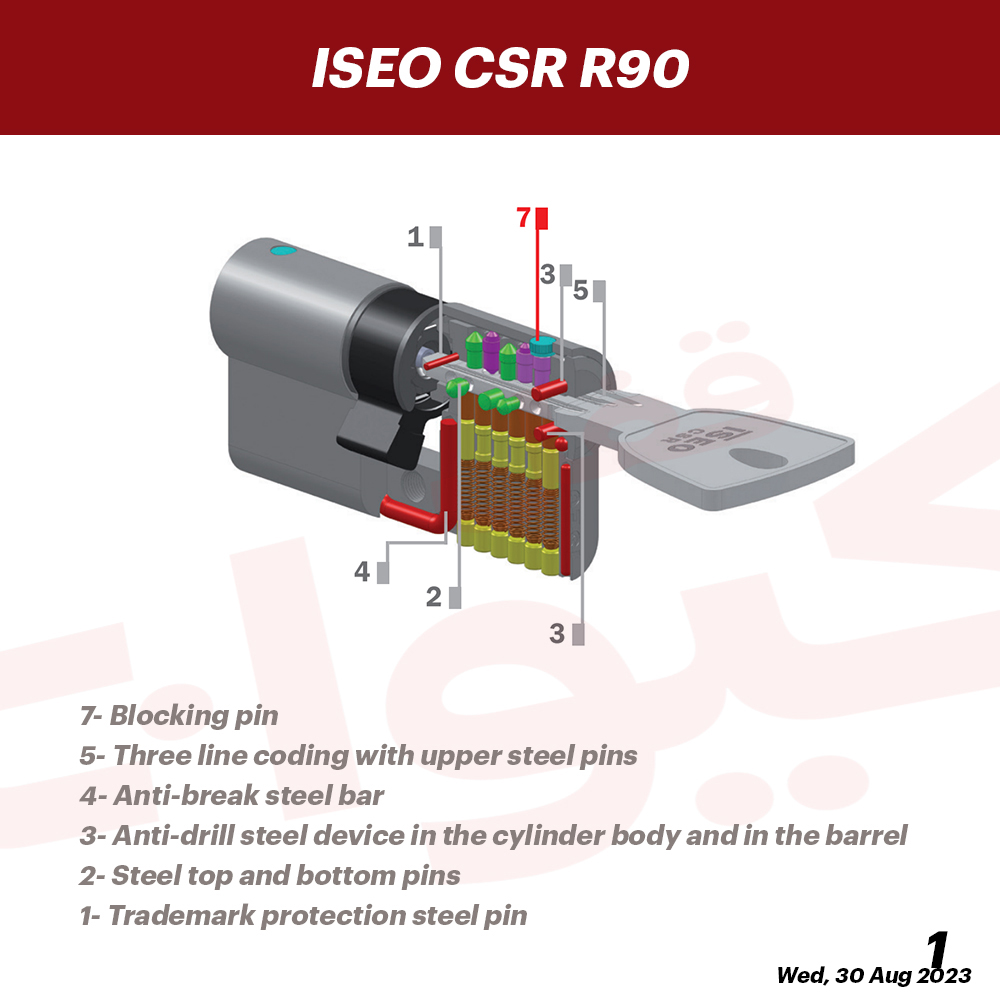 ISEO CSR R90
7
1
3
5
ISEO
CSR
4
2
3
7- Blocking pin
5- Three line coding with upper steel pins
4- Anti-break steel bar
3- Anti-drill steel device in the cylinder body and in the barrel
2- Steel top and bottom pins
1- Trademark protection steel pin
1
Wed, 30 Aug 2023